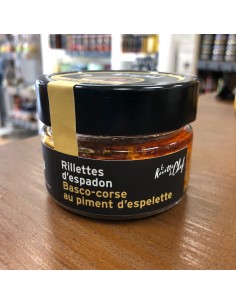 Rillettes
d'espadon
Basco-corse
au piment d'espelette